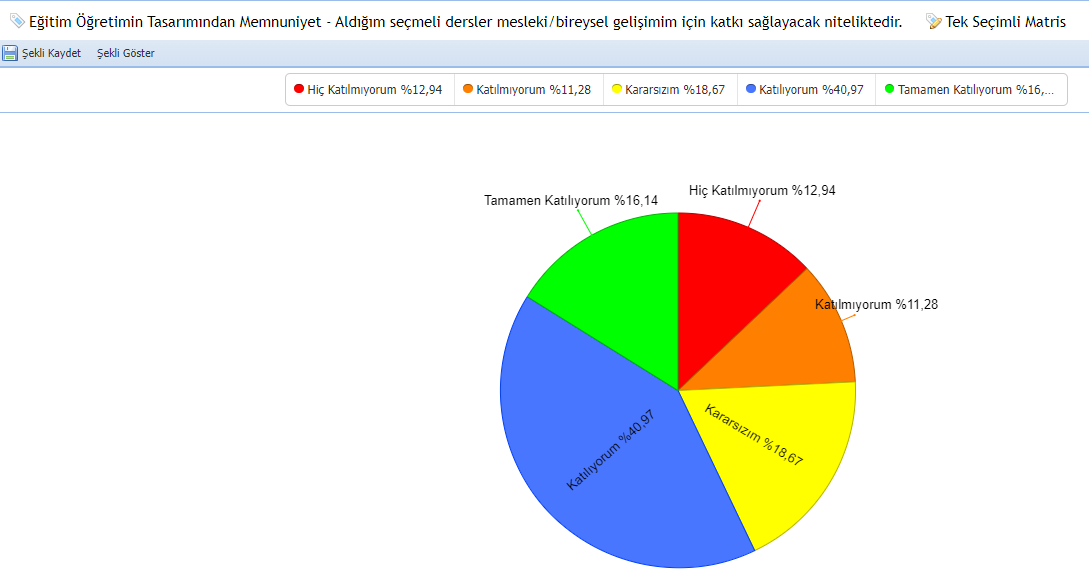 Eğitim Öğretimin Tasarımından Memnuniyet - Aldığım seçmeli dersler mesleki/bireysel gelişimim için katkı sağlayacak niteliktedir. Tek Seçimli Matris
Şekli Kaydet Şekli Göster
Hiç Katılmıyorum %12,94 Katılmıyorum %11,28 Kararsızım %18,67 Katılıyorum %40,97 Tamamen Katılıyorum %16,...
Hiç Katılmıyorum %12,94
Tamamen Katılıyorum %16,14
Katılmıyorum %11,28
Kararsızım %18,67
Katılıyorum %40,97